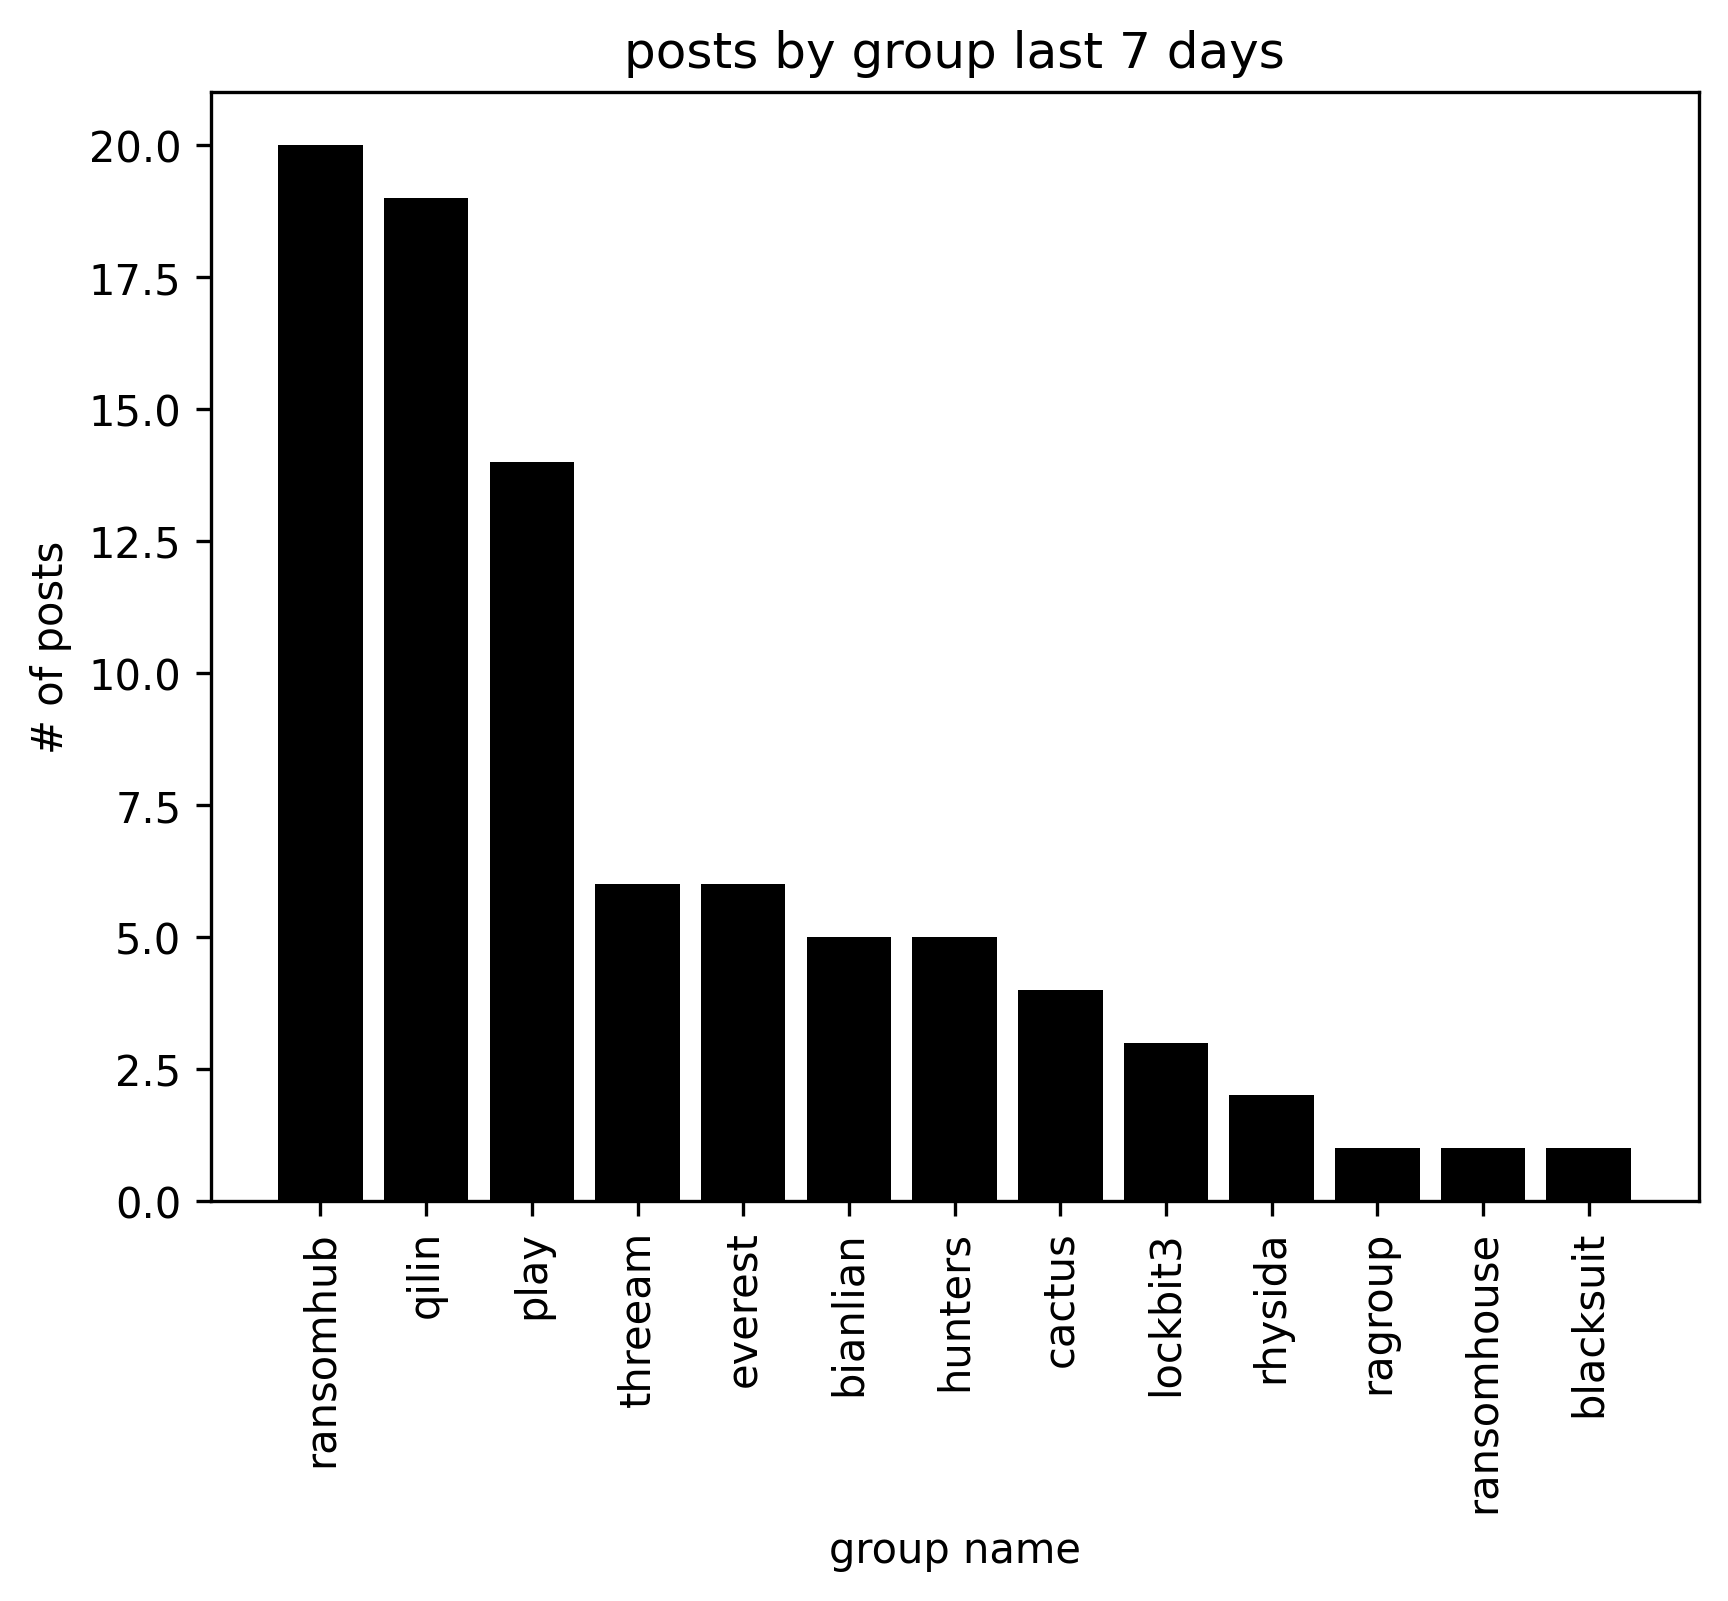 posts by group last 7 days
20.0
17.5
15.0
12.5
10.0
7.5
5.0
2.5
0.0
# of posts
ransomhub
qilin
play
threeam
everest
bianlian
hunters
cactus
lockbit3
rhysida
ragroup
ransomhouse
blacksuit
group name